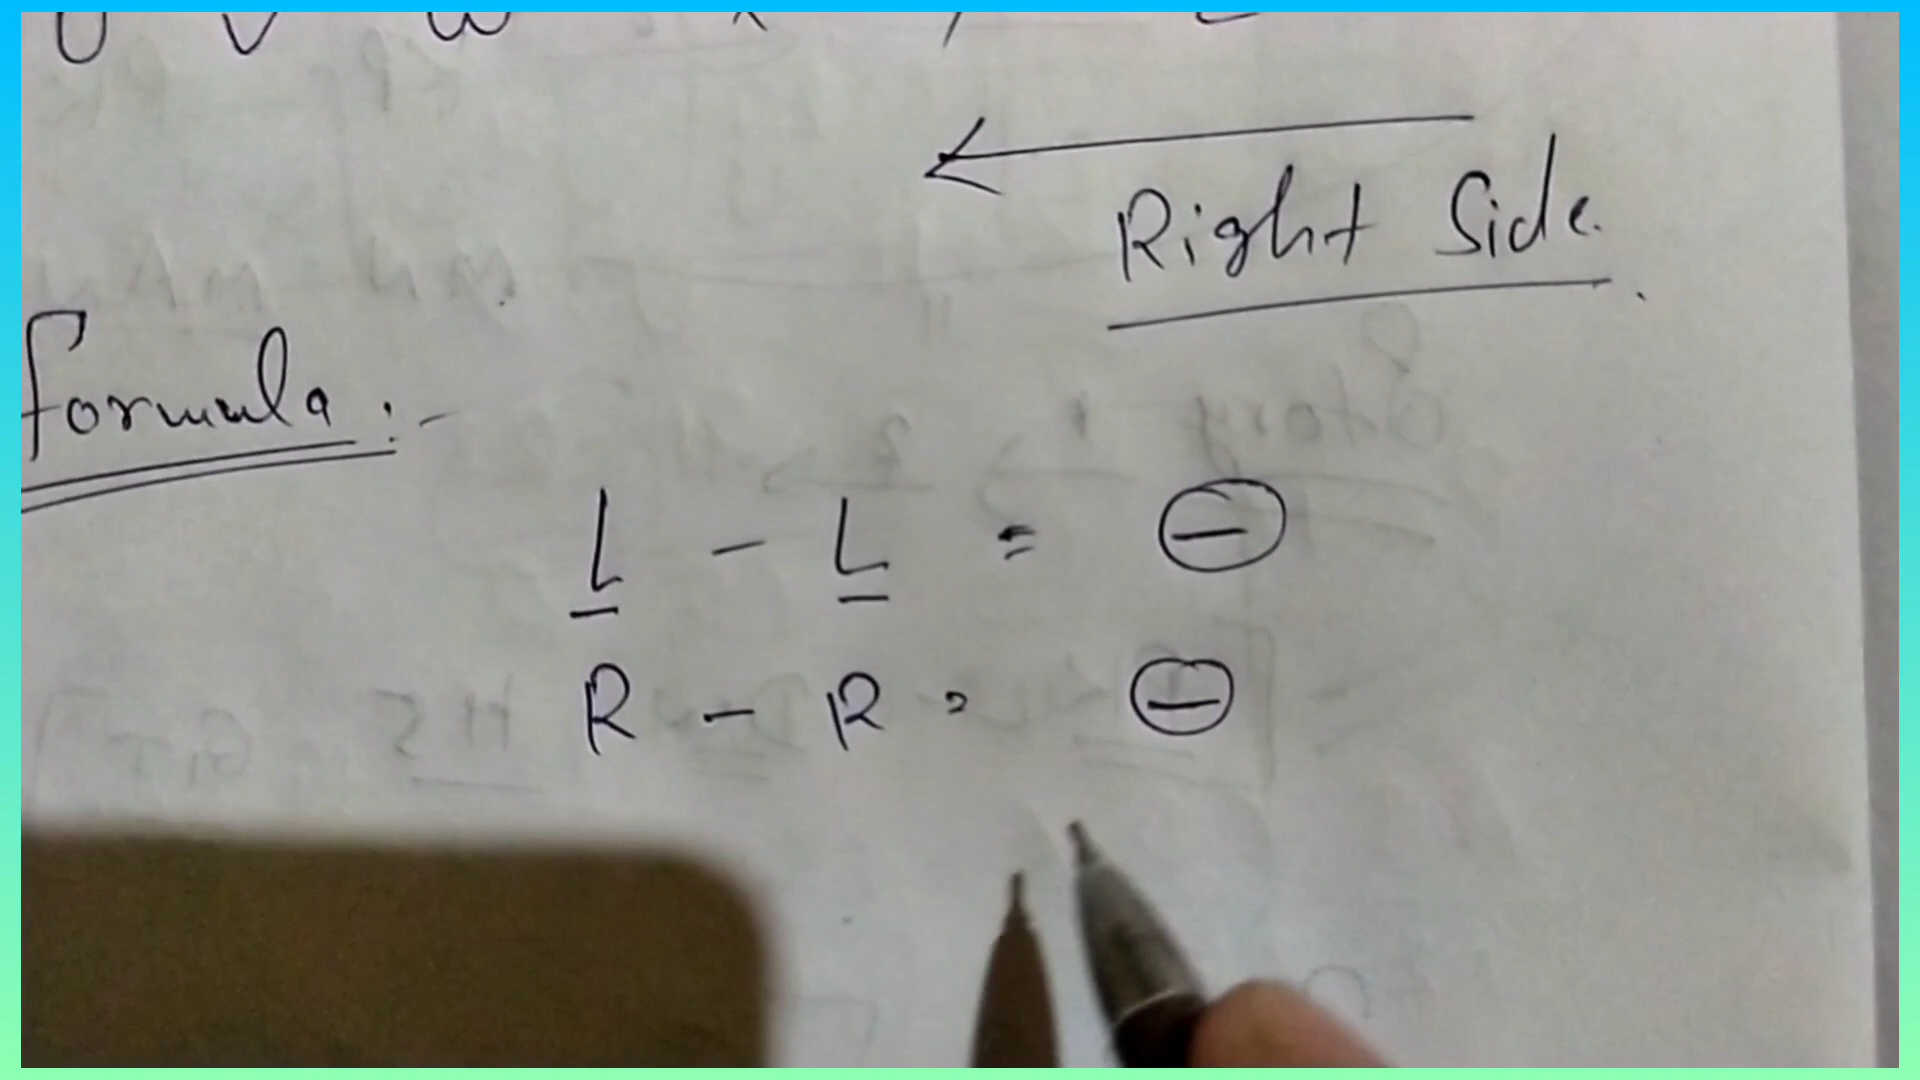 U V W X Y Z
Right Side.
Formula :-
L - L = ⊖
R - R = ⊖